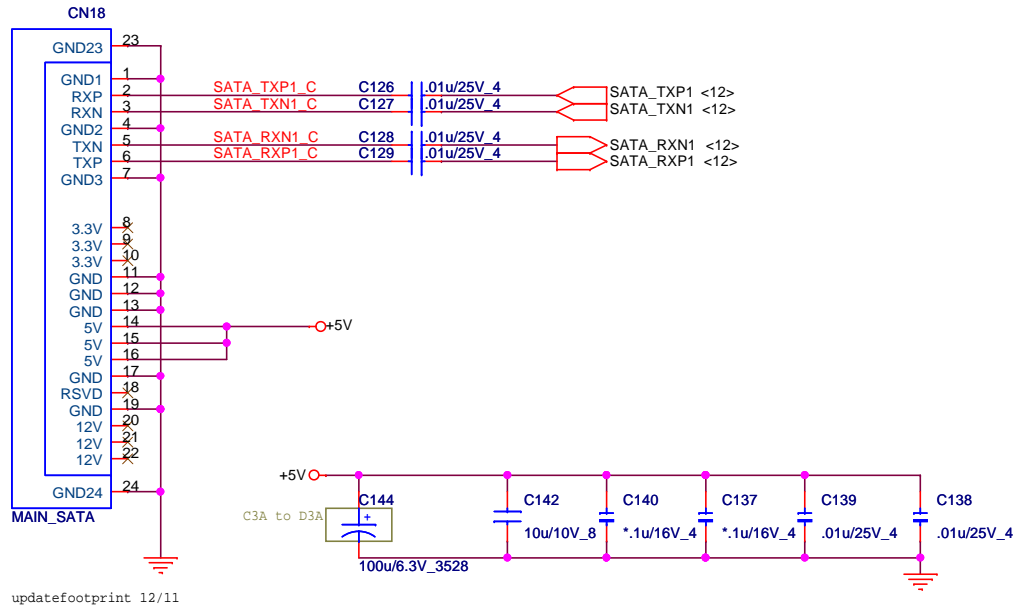 CN18
GND23 23
GND1 1
RXP 2 SATA_TXP1_C C126 .01u/25V_4 SATA_TXP1 <12>
RXN 3 SATA_TXN1_C C127 .01u/25V_4 SATA_TXN1 <12>
GND2 4
TXN 5 SATA_RXN1_C C128 .01u/25V_4 SATA_RXN1 <12>
TXP 6 SATA_RXP1_C C129 .01u/25V_4 SATA_RXP1 <12>
GND3 7
3.3V 8
3.3V 9
3.3V 10
GND 11
GND 12
GND 13
5V 14 +5V
5V 15
5V 16
GND 17
RSVD 18
GND 19
12V 20
12V 21
12V 22
GND24 24
MAIN_SATA
+5V
C144 C142 C140 C137 C139 C138
C3A to D3A +
10u/10V_8 *.1u/16V_4 *.1u/16V_4 .01u/25V_4 .01u/25V_4
100u/6.3V_3528
updatefootprint 12/11